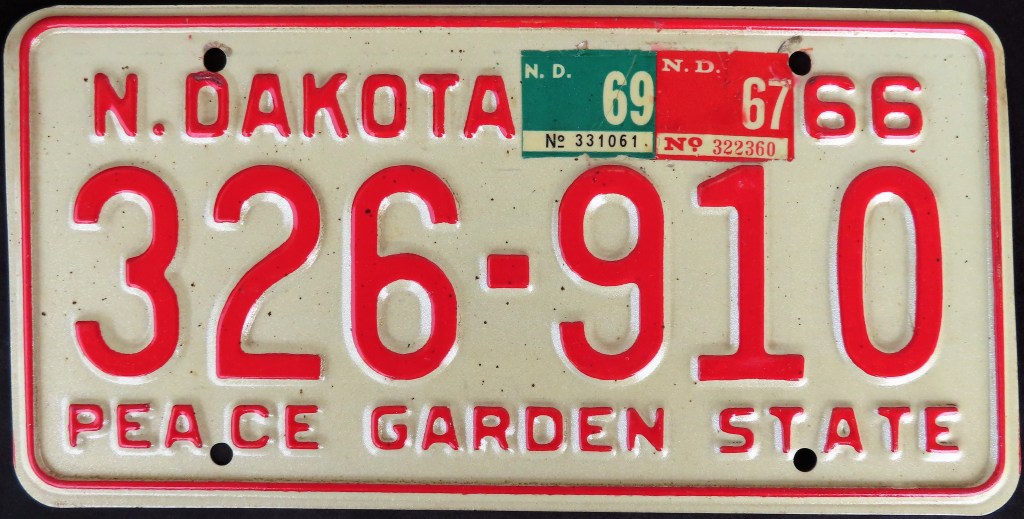 N. DAKOTA 66
N. D. 69
Nº 331061.
N. D. 67
Nº 322360
326-910
PEACE GARDEN STATE